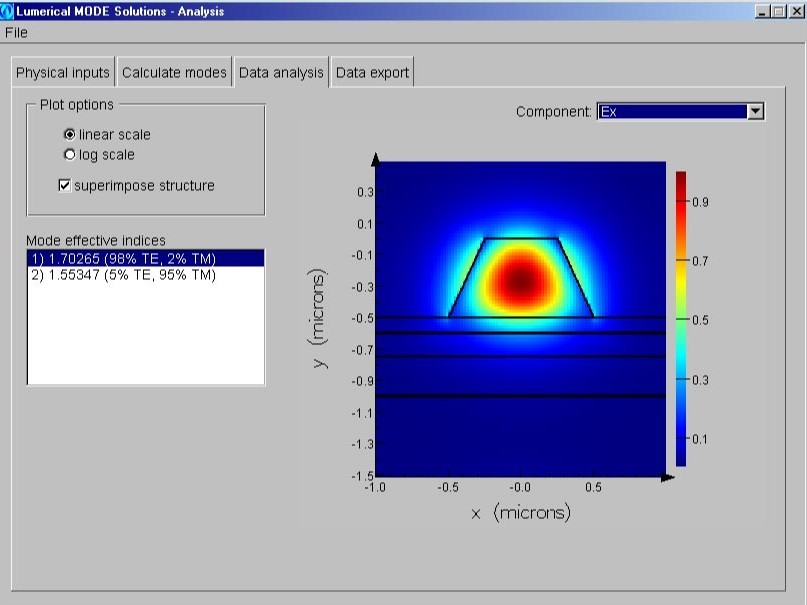 Lumerical MODE Solutions - Analysis
File
Physical inputs
Calculate modes
Data analysis
Data export
Plot options
linear scale
log scale
superimpose structure
Mode effective indices
1) 1.70265 (98% TE, 2% TM)
2) 1.55347 (5% TE, 95% TM)
Component: Ex
0.3
0.1
-0.1
-0.3
-0.5
-0.7
-0.9
-1.1
-1.3
-1.5
y (microns)
-1.0
-0.5
-0.0
0.5
x (microns)
0.9
0.7
0.5
0.3
0.1